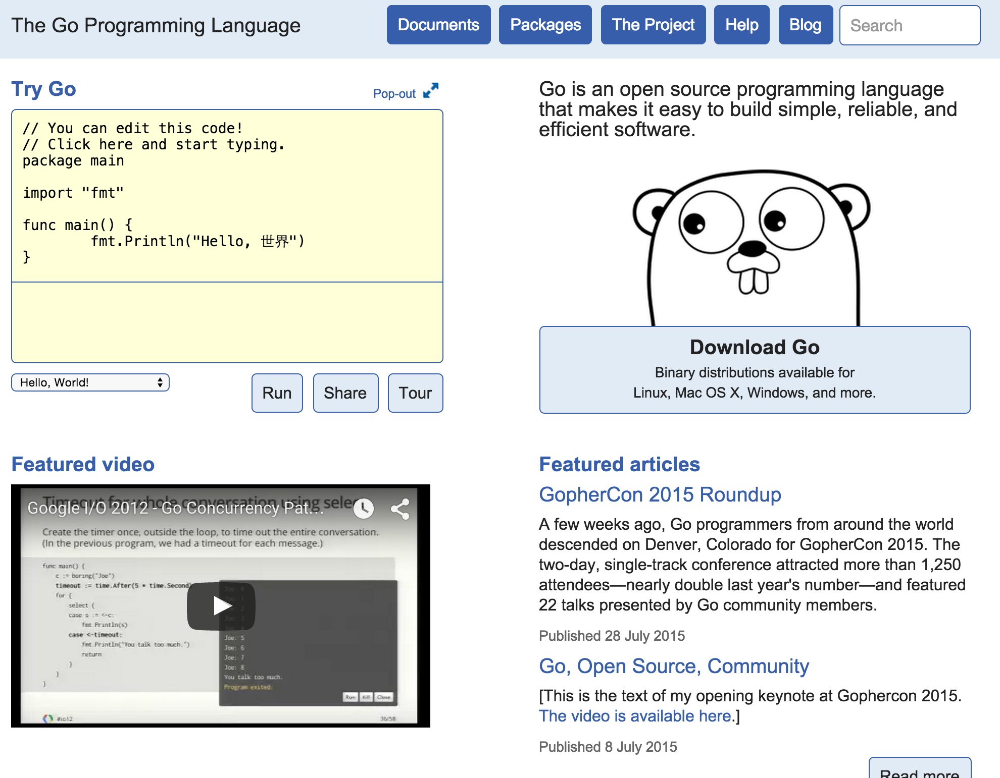 The Go Programming Language
Documents
Packages
The Project
Help
Blog
Search
Try Go
Pop-out
// You can edit this code!
// Click here and start typing.
package main
import "fmt"
func main() {
fmt.Println("Hello, 世界")
}
Hello, World!
Run
Share
Tour
Go is an open source programming language
that makes it easy to build simple, reliable, and
efficient software.
Download Go
Binary distributions available for
Linux, Mac OS X, Windows, and more.
Featured video
Timeout for whole conversation using select
Google I/O 2012 - Go Concurrency Pat...
Create the timer once, outside the loop, to time out the entire conversation.
(In the previous program, we had a timeout for each message.)
func main() {
c := boring("Joe")
timeout := time.After(5 * time.Second)
for {
select {
case s := <-c:
fmt.Println(s)
case <-timeout:
fmt.Println("You talk too much.")
return
}
}
}
Joe: 0
Joe: 5
Joe: 6
Joe: 7
Joe: 8
You talk too much.
Program exited.
Run
Kill
Close
#io12
36/58
Featured articles
GopherCon 2015 Roundup
A few weeks ago, Go programmers from around the world
descended on Denver, Colorado for GopherCon 2015. The
two-day, single-track conference attracted more than 1,250
attendees—nearly double last year's number—and featured
22 talks presented by Go community members.
Published 28 July 2015
Go, Open Source, Community
[This is the text of my opening keynote at Gophercon 2015.
The video is available here.]
Published 8 July 2015
Read more